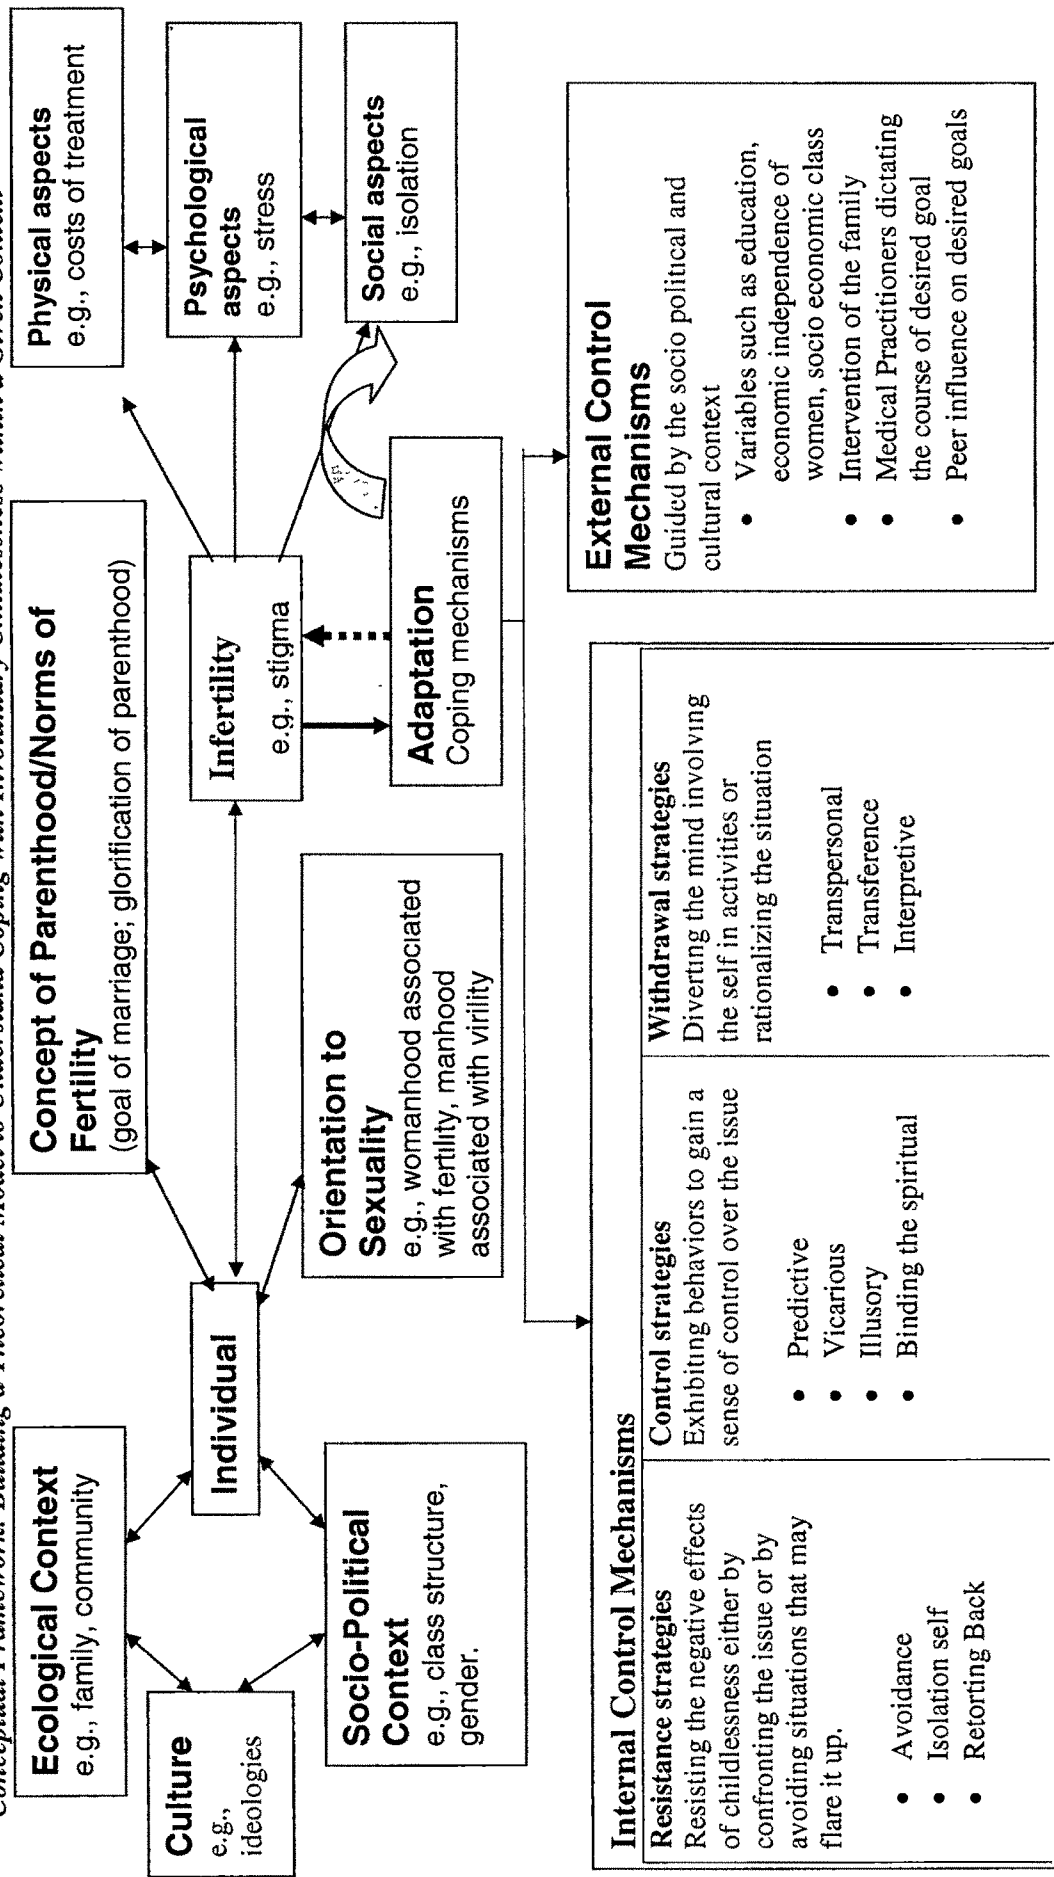 Conceptual Framework: Building a Theoretical Model to Understand Coping with Involuntary Childlessness within a Given Context
Ecological Context
e.g., family, community
Culture
e.g.,
ideologies
Socio-Political
Context
e.g., class structure,
gender.
Individual
Concept of Parenthood/Norms of
Fertility
(goal of marriage; glorification of parenthood)
Orientation to
Sexuality
e.g., womanhood associated
with fertility, manhood
associated with virility
Infertility
e.g., stigma
Adaptation
Coping mechanisms
Physical aspects
e.g., costs of treatment
Psychological
aspects
e.g., stress
Social aspects
e.g., isolation
Internal Control Mechanisms
Resistance strategies
Resisting the negative effects
of childlessness either by
confronting the issue or by
avoiding situations that may
flare it up.
• Avoidance
• Isolation self
• Retorting Back
Control strategies
Exhibiting behaviors to gain a
sense of control over the issue
• Predictive
• Vicarious
• Illusory
• Binding the spiritual
Withdrawal strategies
Diverting the mind involving
the self in activities or
rationalizing the situation
• Transpersonal
• Transference
• Interpretive
External Control
Mechanisms
Guided by the socio political and
cultural context
• Variables such as education,
economic independence of
women, socio economic class
• Intervention of the family
• Medical Practitioners dictating
the course of desired goal
• Peer influence on desired goals